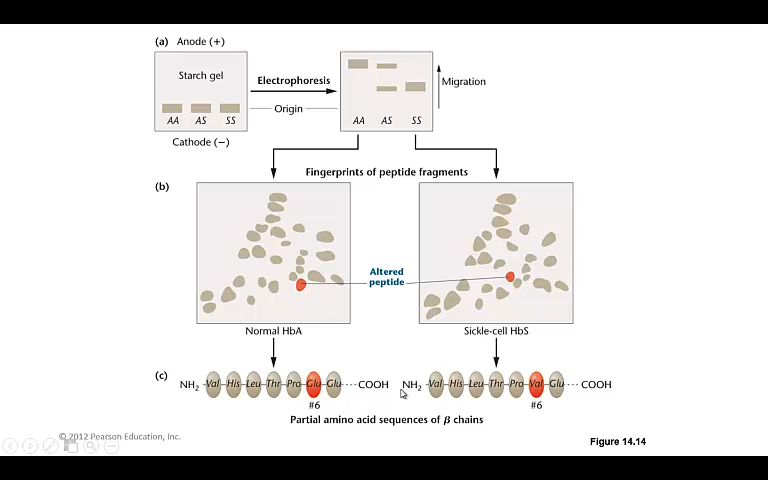 (a) Anode (+)
Starch gel
Electrophoresis
Migration
Origin
AA AS SS
AA AS SS
Cathode (−)
Fingerprints of peptide fragments
(b)
Altered
peptide
Normal HbA
Sickle-cell HbS
(c)
NH2 Val His Leu Thr Pro Glu Glu COOH
NH2 Val His Leu Thr Pro Val Glu COOH
#6
#6
Partial amino acid sequences of β chains
© 2012 Pearson Education, Inc.
Figure 14.14